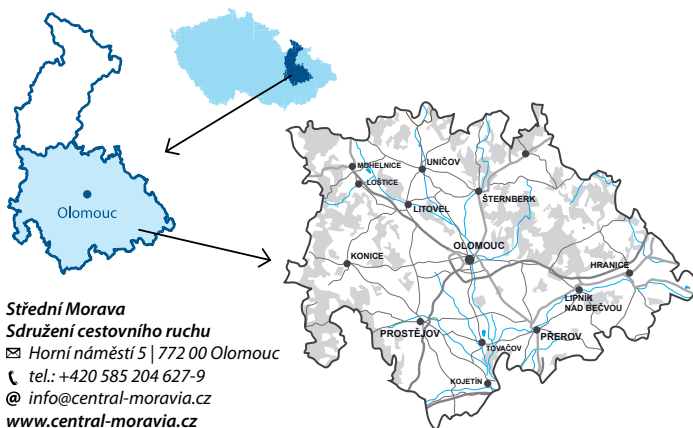 Olomouc
MOHELNICE
LOŠTICE
UNIČOV
ŠTERNBERK
LITOVEL
OLOMOUC
KONICE
HRANICE
LIPNÍK
NAD BEČVOU
PROSTĚJOV
PŘEROV
TOVAČOV
KOJETÍN
Střední Morava
Sdružení cestovního ruchu
Horní náměstí 5 | 772 00 Olomouc
tel.: +420 585 204 627-9
@ info@central-moravia.cz
www.central-moravia.cz